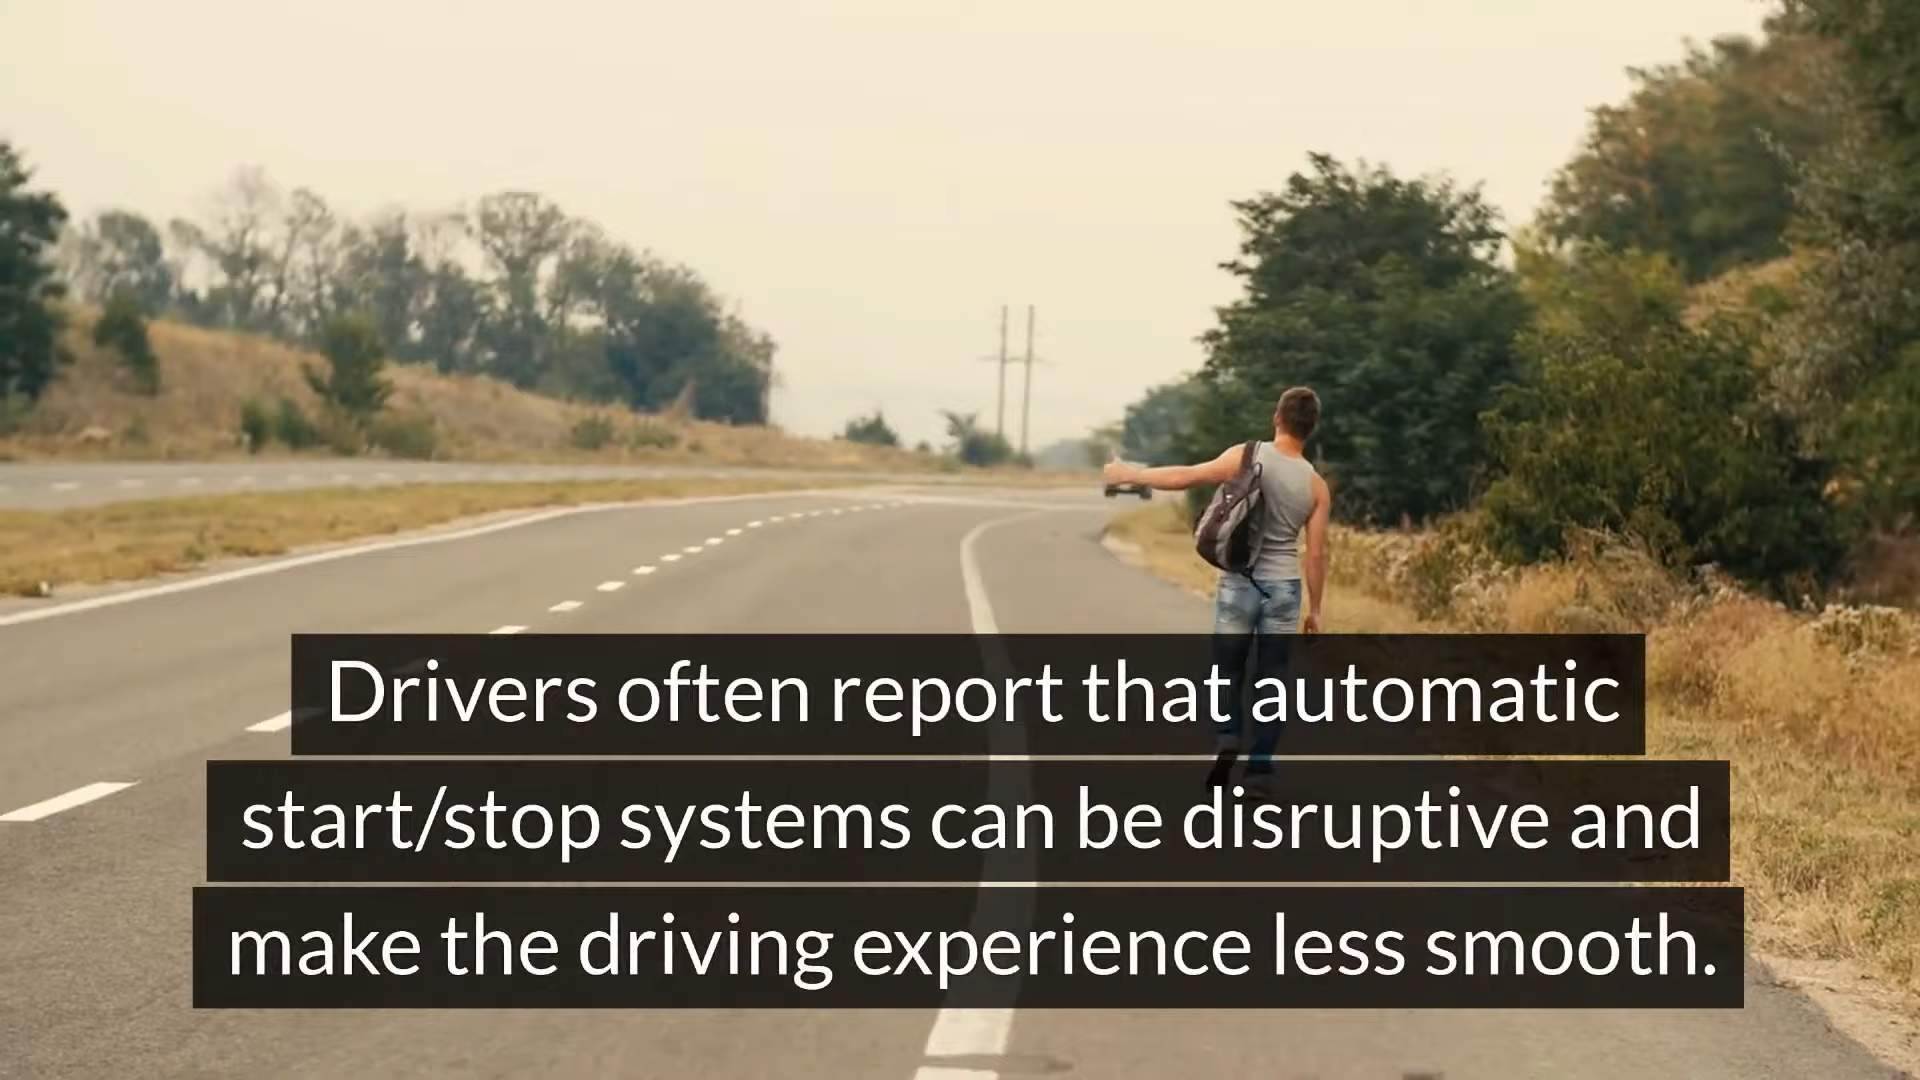 Drivers often report that automatic
start/stop systems can be disruptive and
make the driving experience less smooth.